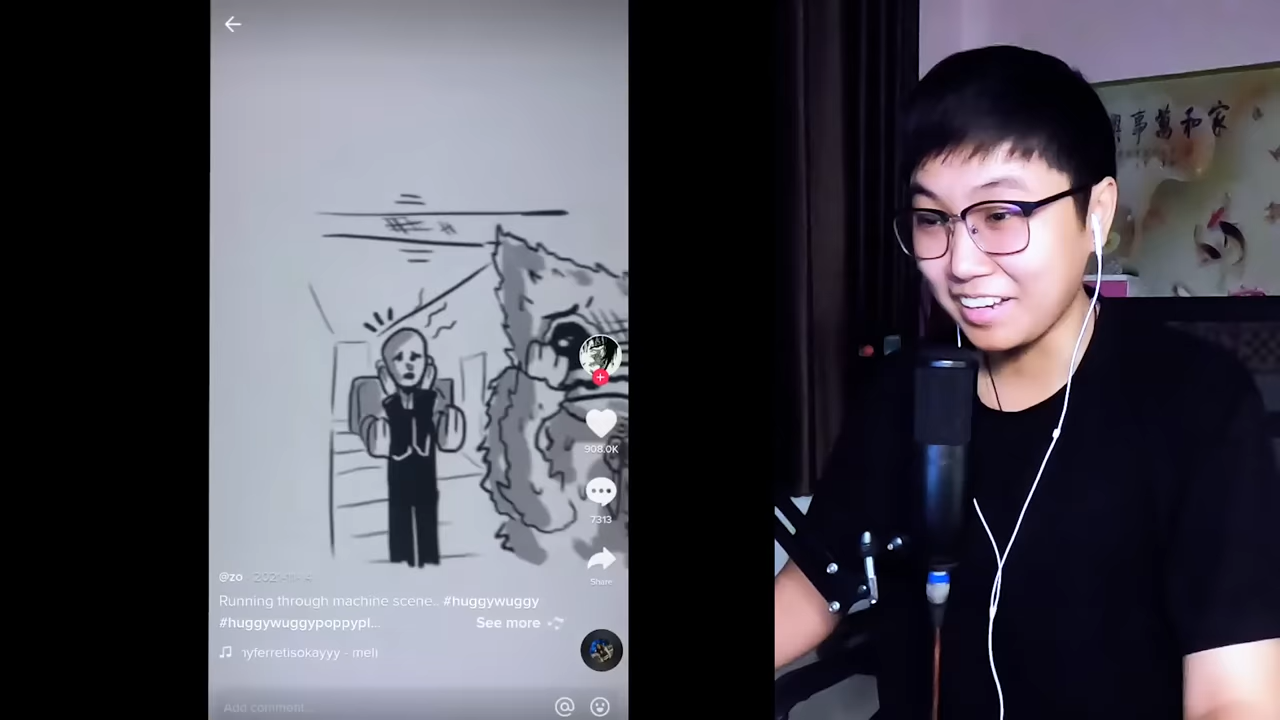 908.0K
7313
Share
@zo
Running through machine scene.. #huggywuggy
#huggywuggypoppypl... See more
nyferretisokayyy - meli
Add comment...
事萬和家